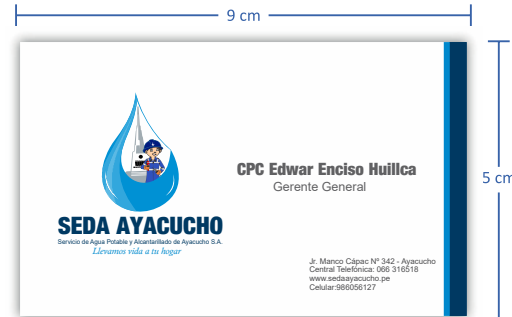 9 cm
5 cm
CPC Edwar Enciso Huillca
Gerente General
SEDA AYACUCHO
Servicio de Agua Potable y Alcantarillado de Ayacucho S.A.
Llevamos vida a tu hogar
Jr. Manco Cápac Nº 342 - Ayacucho
Central Telefónica: 066 316518
www.sedaayacucho.pe
Celular:986056127